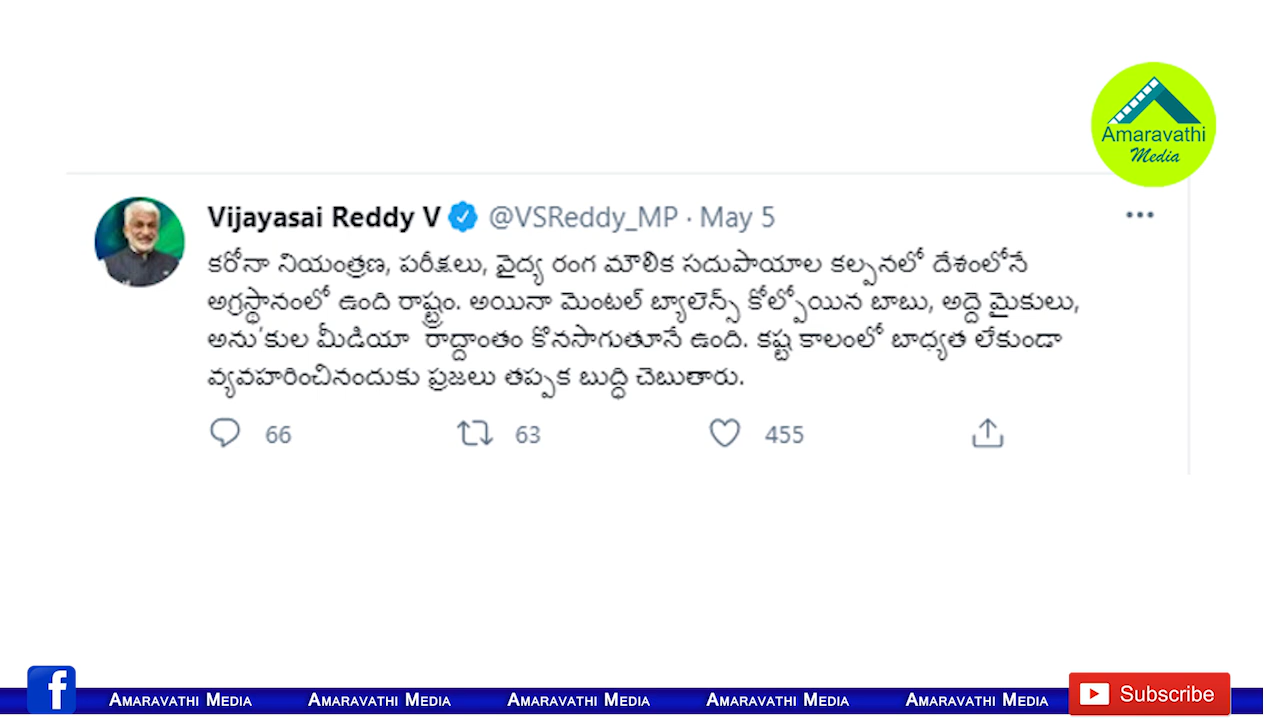 Amaravathi
Media
Vijayasai Reddy V @VSReddy_MP · May 5
కరోనా నియంత్రణ, పరీక్షలు, వైద్య రంగ మౌలిక సదుపాయాల కల్పనలో దేశంలోనే
అగ్రస్థానంలో ఉంది రాష్ట్రం. అయినా మెంటల్ బ్యాలెన్స్ కోల్పోయిన బాబు, అద్దె మైకులు,
అను'కుల మీడియా రాద్దాంతం కొనసాగుతూనే ఉంది. కష్ట కాలంలో బాధ్యత లేకుండా
వ్యవహరించినందుకు ప్రజలు తప్పక బుద్ధి చెబుతారు.
66 63 455
f Amaravathi Media Amaravathi Media Amaravathi Media Amaravathi Media Amaravathi Media Subscribe